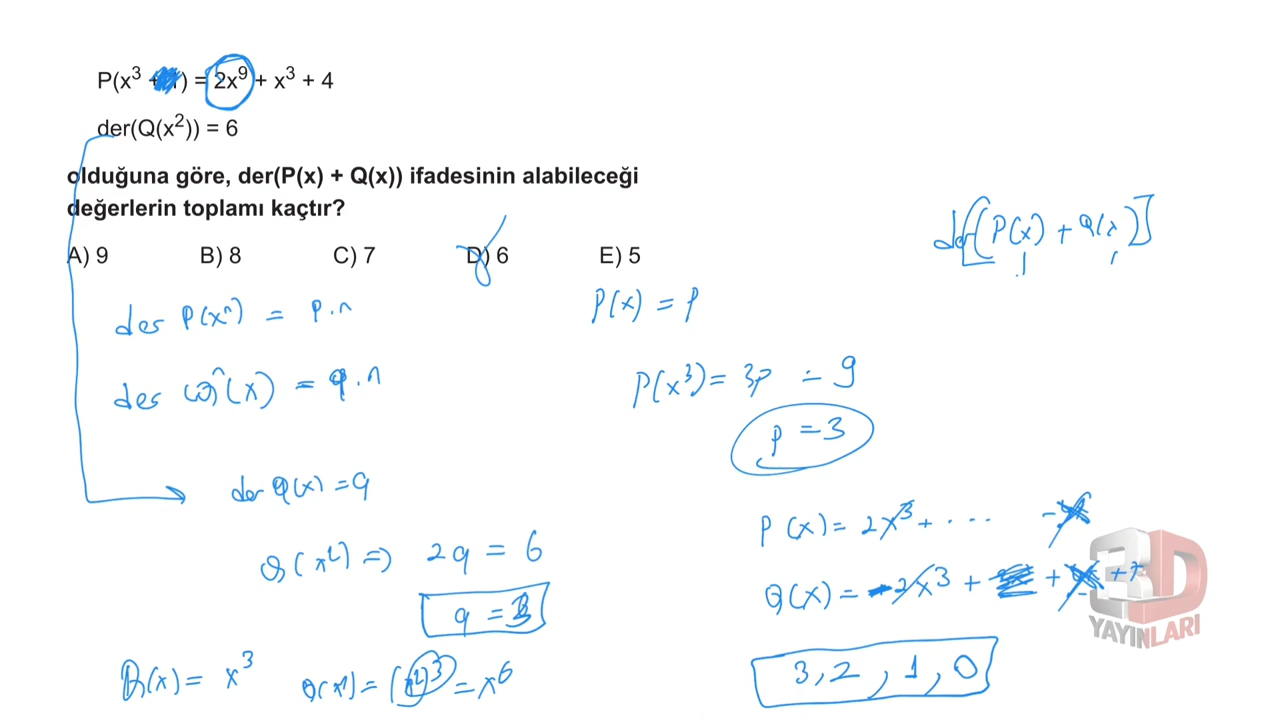 P(x³ + ) = 2x⁹ + x³ + 4
der(Q(x²)) = 6
olduğuna göre, der(P(x) + Q(x)) ifadesinin alabileceği
değerlerin toplamı kaçtır?
A) 9 B) 8 C) 7 D) 6 E) 5
der[P(x) + Q(x)]
der P(xⁿ) = p.n
P(x) = p
der Qⁿ(x) = q.n
P(x³) = 3p = 9
p = 3
der Q(x) = q
Q(x²) ⇒ 2q = 6
q = 3
P(x) = 2x³ + ...
Q(x) = -2x³ + + +7
Q(x) = x³ Q(x²) = (x²)³ = x⁶
3, 2, 1, 0
3D
YAYINLARI